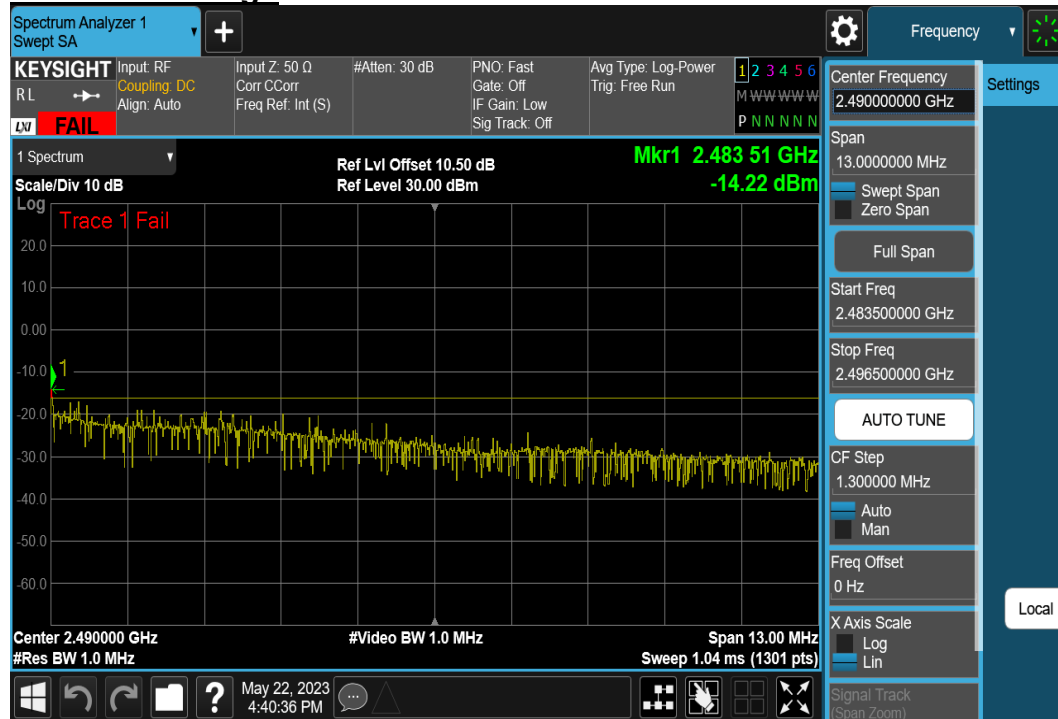 Spectrum Analyzer 1
Swept SA
+
Frequency
KEYSIGHT
RL
LXI
FAIL
Input: RF
Coupling: DC
Align: Auto
Input Z: 50 Ω
Corr CCorr
Freq Ref: Int (S)
#Atten: 30 dB
PNO: Fast
Gate: Off
IF Gain: Low
Sig Track: Off
Avg Type: Log-Power
Trig: Free Run
1 2 3 4 5 6
M W W W W W
P N N N N N
1 Spectrum
Scale/Div 10 dB
Log
Ref Lvl Offset 10.50 dB
Ref Level 30.00 dBm
Mkr1 2.483 51 GHz
-14.22 dBm
Trace 1 Fail
20.0
10.0
0.00
-10.0
1
-20.0
-30.0
-40.0
-50.0
-60.0
Center 2.490000 GHz
#Video BW 1.0 MHz
Span 13.00 MHz
#Res BW 1.0 MHz
Sweep 1.04 ms (1301 pts)
?
May 22, 2023
4:40:36 PM
Center Frequency
2.490000000 GHz
Settings
Span
13.0000000 MHz
Swept Span
Zero Span
Full Span
Start Freq
2.483500000 GHz
Stop Freq
2.496500000 GHz
AUTO TUNE
CF Step
1.300000 MHz
Auto
Man
Freq Offset
0 Hz
Local
X Axis Scale
Log
Lin
Signal Track
(Span Zoom)